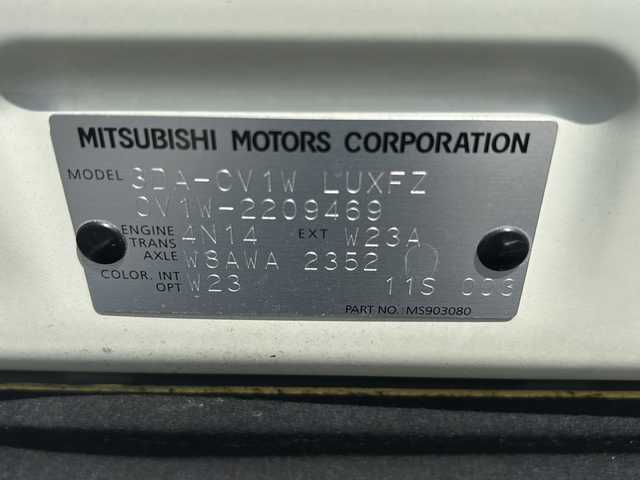 MITSUBISHI MOTORS CORPORATION
MODEL 3DA-CV1W LUXFZ
CV1W-2209469
ENGINE 4N14 EXT W23A
TRANS AXLE W8AWA 2352
COLOR. INT OPT W23 11S 003
PART NO.: MS903080